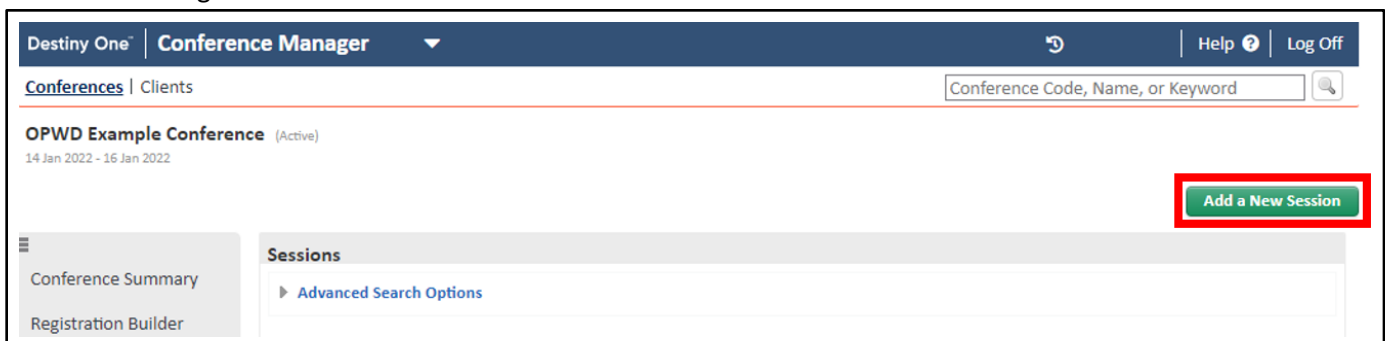 Destiny One™ | Conference Manager Help ? | Log Off
Conferences | Clients Conference Code, Name, or Keyword
OPWD Example Conference (Active)
14 Jan 2022 - 16 Jan 2022
Add a New Session
Sessions
Conference Summary
Advanced Search Options
Registration Builder